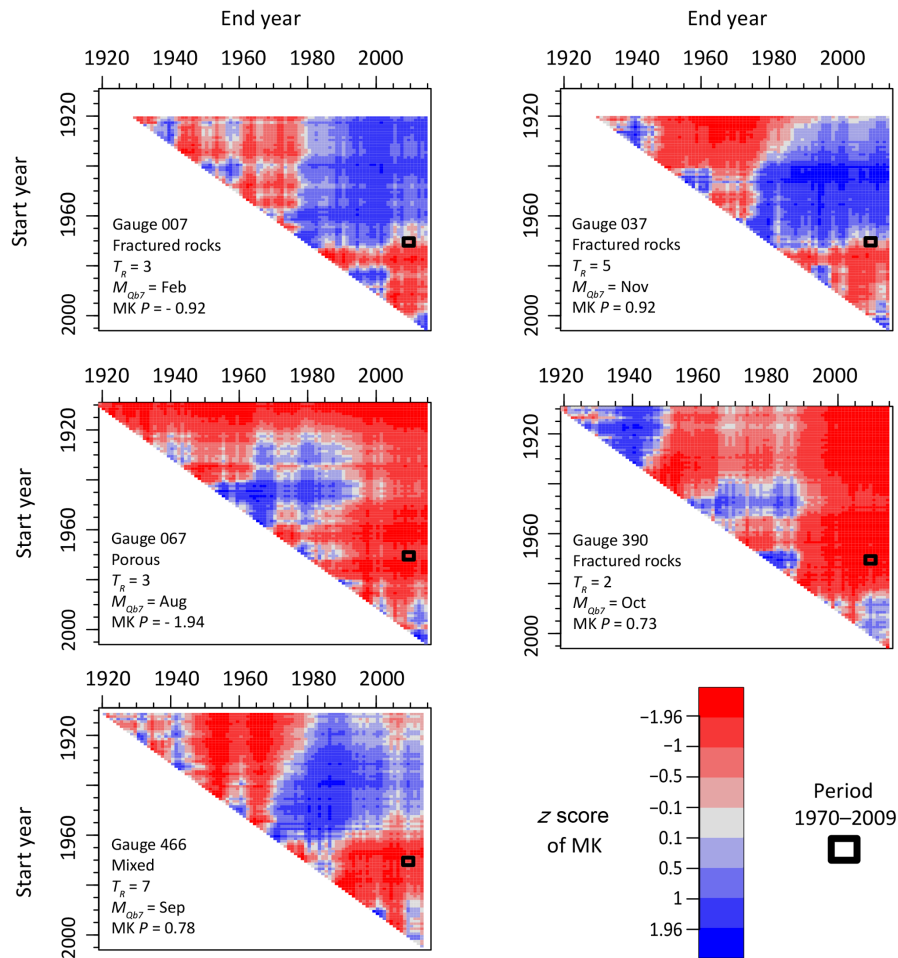 End year
End year
1920 1940 1960 1980 2000
1920 1940 1960 1980 2000
Start year
1920
1960
2000
Gauge 007
Fractured rocks
T_R = 3
M_Qb7 = Feb
MK P = - 0.92
1920
1960
2000
Gauge 037
Fractured rocks
T_R = 5
M_Qb7 = Nov
MK P = 0.92
1920 1940 1960 1980 2000
1920 1940 1960 1980 2000
Start year
1920
1960
2000
Gauge 067
Porous
T_R = 3
M_Qb7 = Aug
MK P = - 1.94
1920
1960
2000
Gauge 390
Fractured rocks
T_R = 2
M_Qb7 = Oct
MK P = 0.73
1920 1940 1960 1980 2000
Start year
1920
1960
2000
Gauge 466
Mixed
T_R = 7
M_Qb7 = Sep
MK P = 0.78
z score
of MK
−1.96
−1
−0.5
−0.1
0.1
0.5
1
1.96
Period
1970–2009